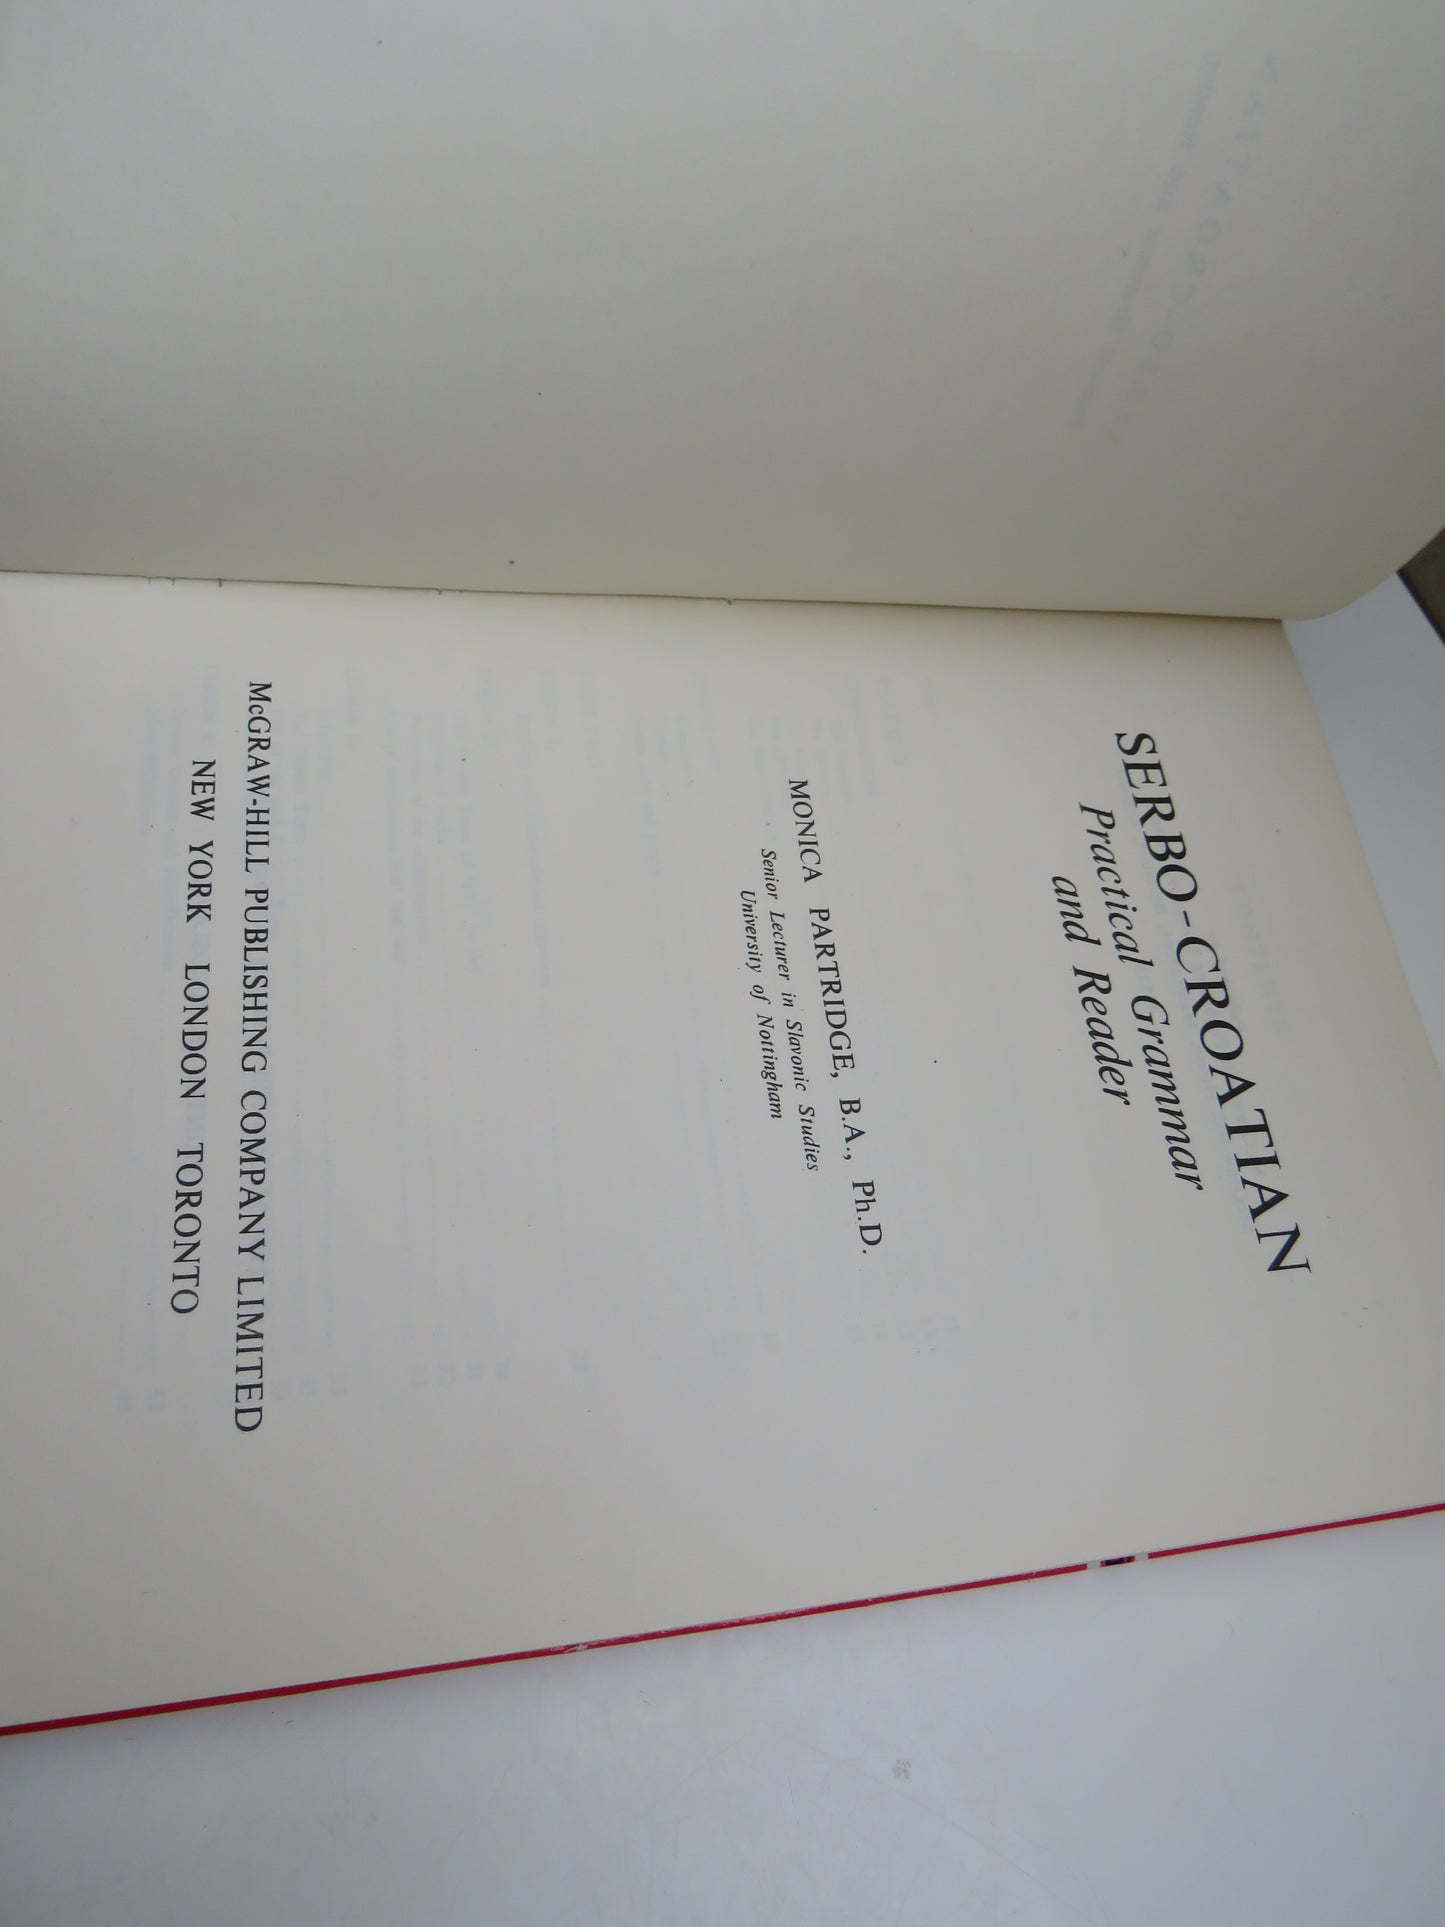 SERBO-CROATIAN
Practical Grammar
and Reader
MONICA PARTRIDGE, B.A., Ph.D.
Senior Lecturer in Slavonic Studies
University of Nottingham
McGRAW-HILL PUBLISHING COMPANY LIMITED
NEW YORK LONDON TORONTO